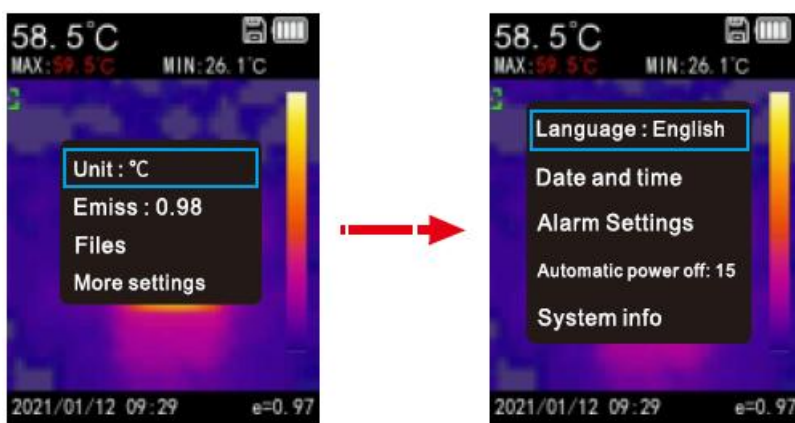 58. 5°C
MAX:59. 5°C MIN:26. 1°C
Unit : °C
Emiss : 0.98
Files
More settings
2021/01/12 09:29 e=0. 97
58. 5°C
MAX:59. 5°C MIN:26. 1°C
Language : English
Date and time
Alarm Settings
Automatic power off: 15
System info
2021/01/12 09:29 e=0. 97